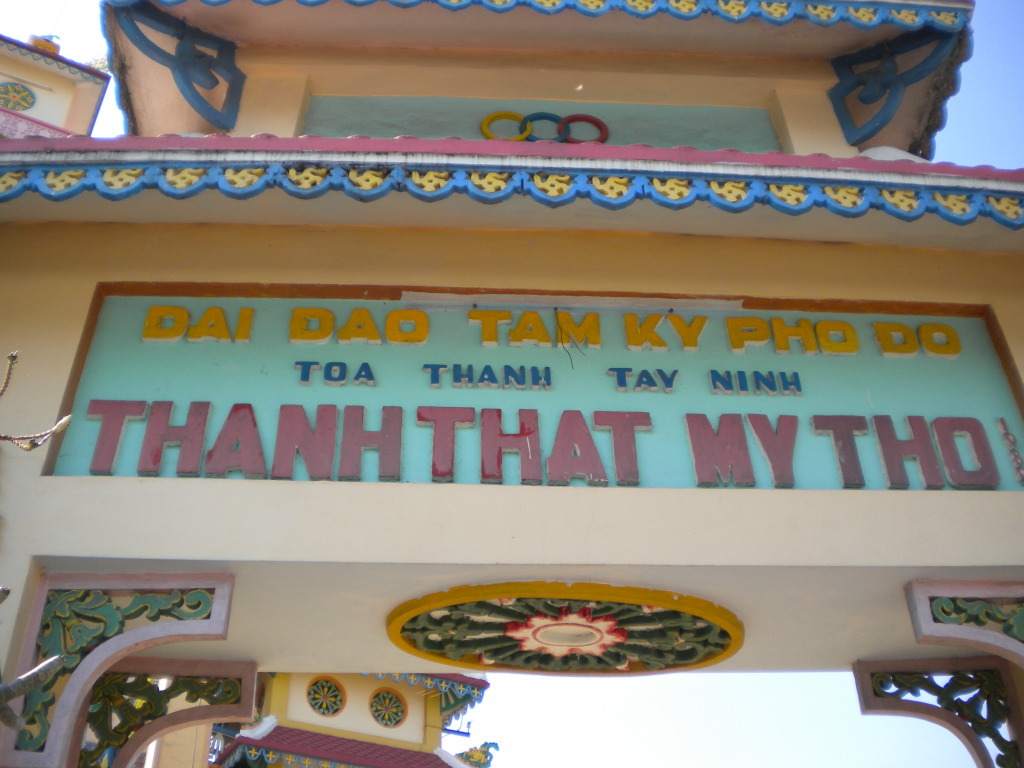 DAI DAO TAM KY PHO DO
TOA THANH TAY NINH
THANH THAT MY THO